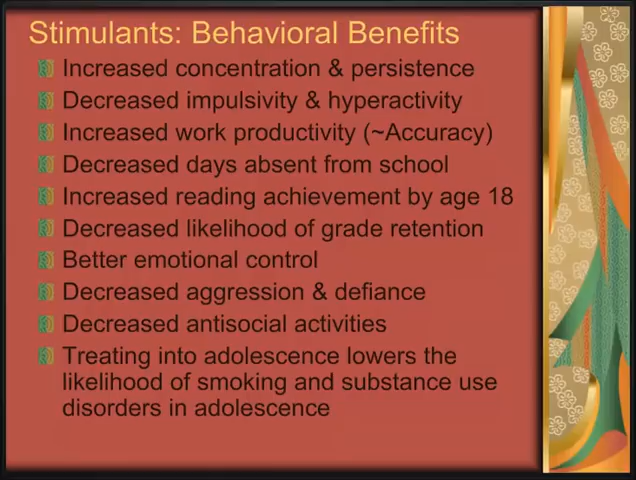 Stimulants: Behavioral Benefits
Increased concentration & persistence
Decreased impulsivity & hyperactivity
Increased work productivity (~Accuracy)
Decreased days absent from school
Increased reading achievement by age 18
Decreased likelihood of grade retention
Better emotional control
Decreased aggression & defiance
Decreased antisocial activities
Treating into adolescence lowers the
likelihood of smoking and substance use
disorders in adolescence